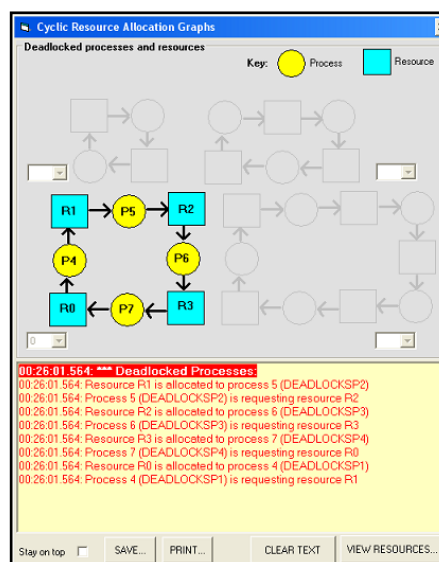 Cyclic Resource Allocation Graphs
Deadlocked processes and resources
Key: Process Resource
R1 P5 R2
P4 P6
R0 P7 R3
0
00:26:01.564: *** Deadlocked Processes:
00:26:01.564: Resource R1 is allocated to process 5 (DEADLOCKSP2)
00:26:01.564: Process 5 (DEADLOCKSP2) is requesting resource R2
00:26:01.564: Resource R2 is allocated to process 6 (DEADLOCKSP3)
00:26:01.564: Process 6 (DEADLOCKSP3) is requesting resource R3
00:26:01.564: Resource R3 is allocated to process 7 (DEADLOCKSP4)
00:26:01.564: Process 7 (DEADLOCKSP4) is requesting resource R0
00:26:01.564: Resource R0 is allocated to process 4 (DEADLOCKSP1)
00:26:01.564: Process 4 (DEADLOCKSP1) is requesting resource R1
Stay on top SAVE... PRINT... CLEAR TEXT VIEW RESOURCES...